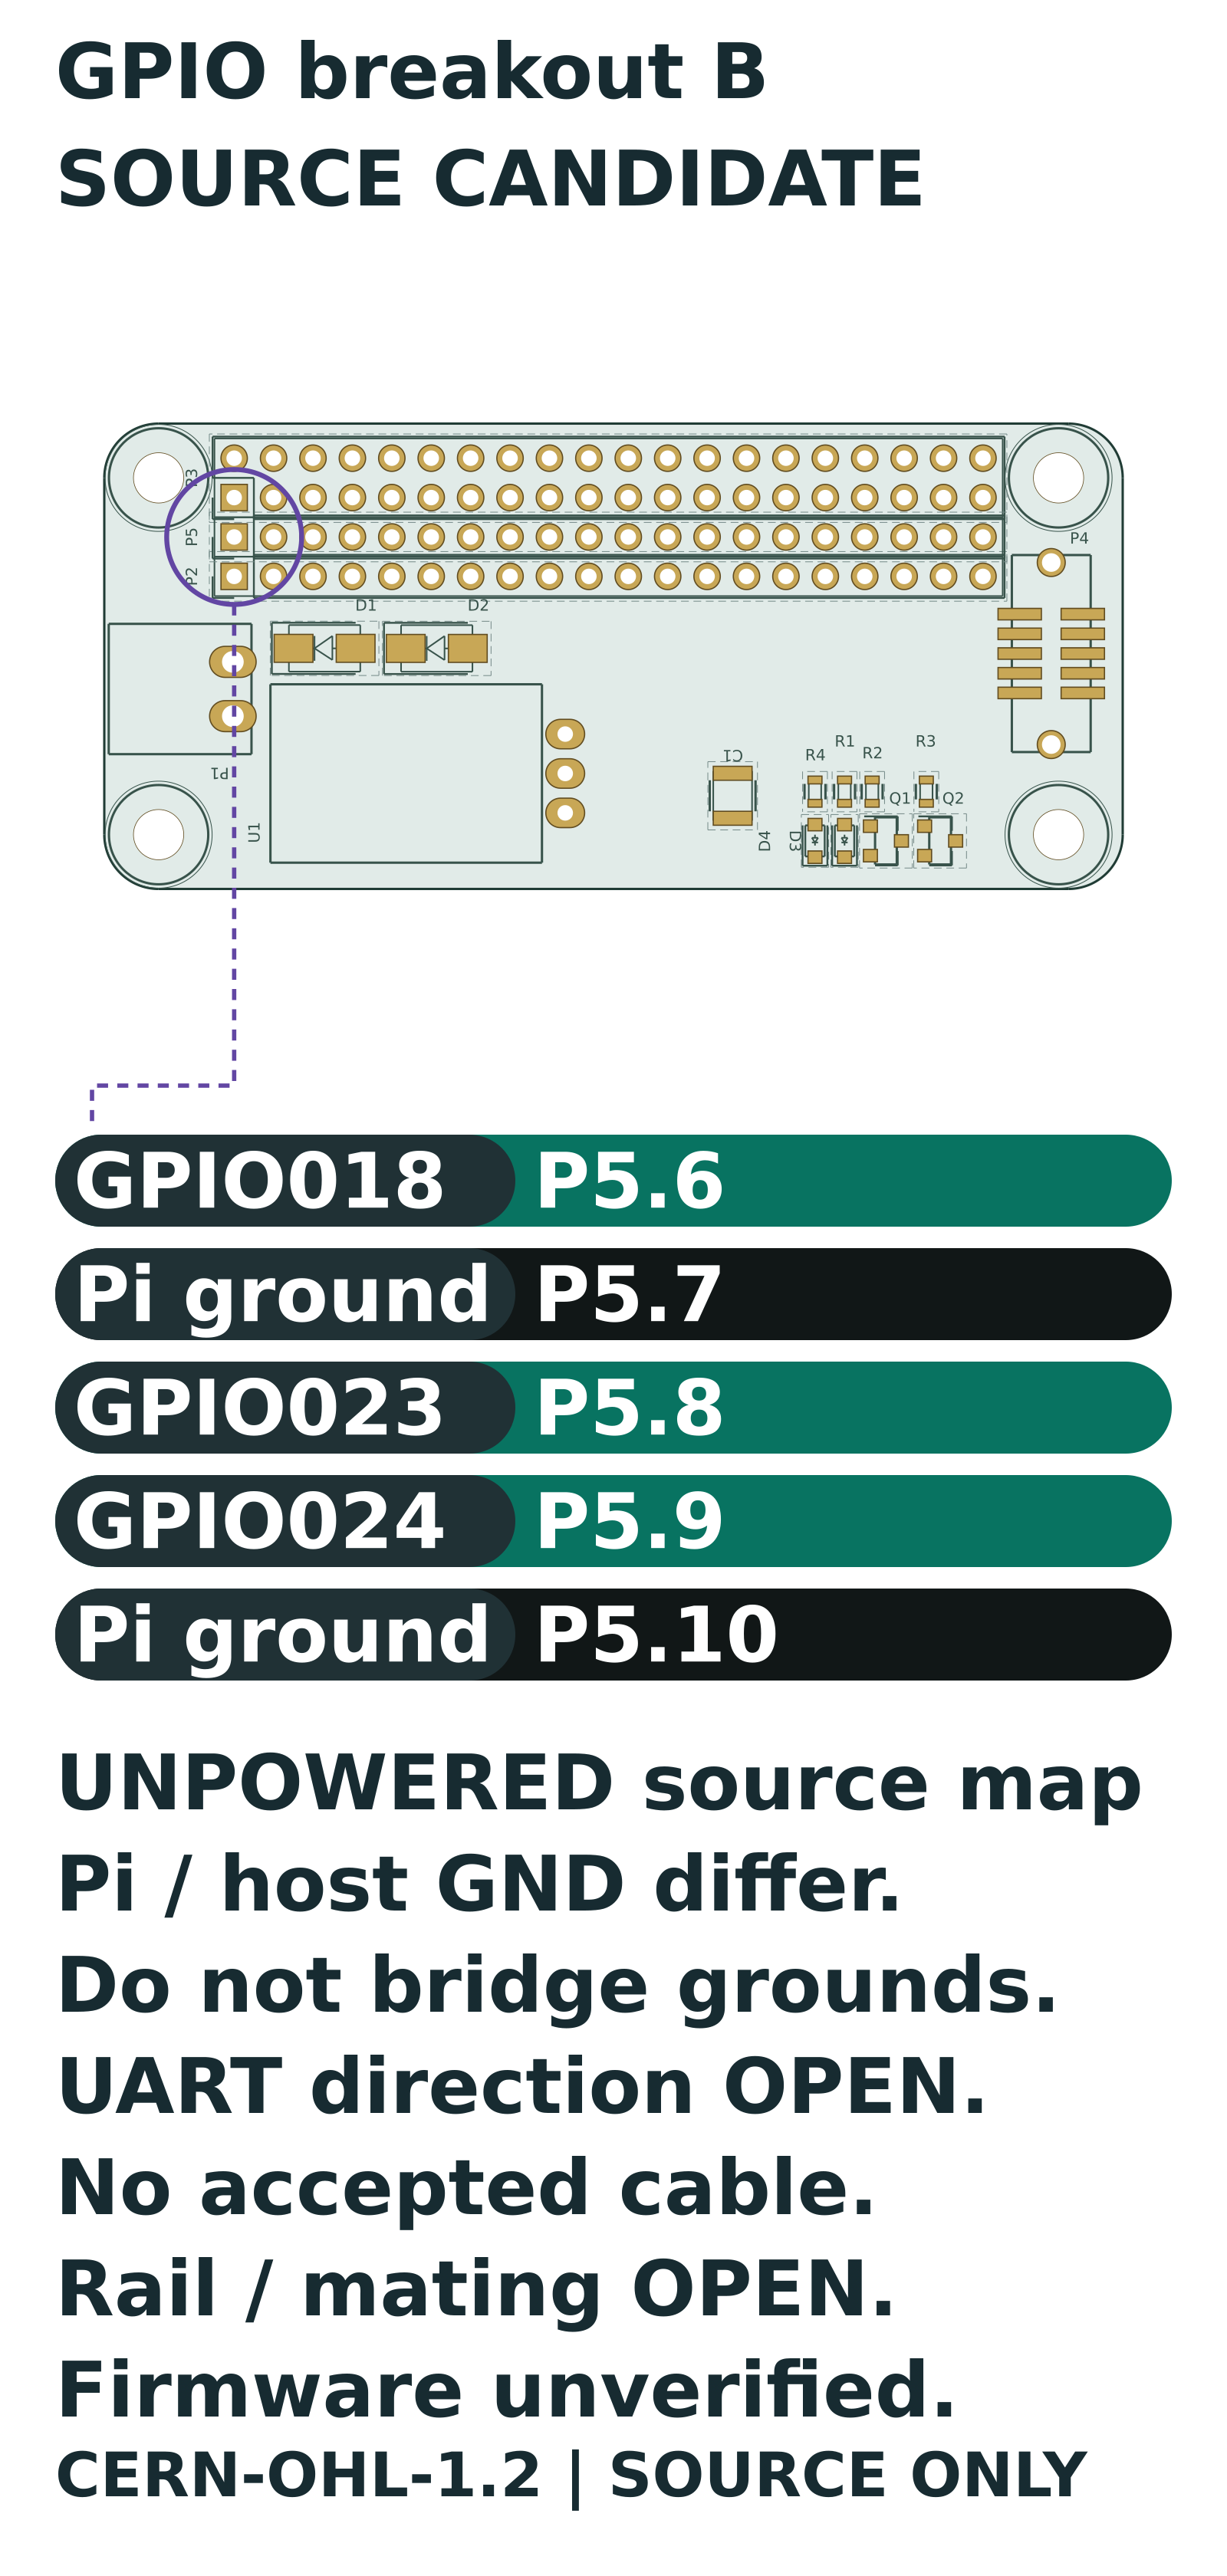 GPIO breakout B
SOURCE CANDIDATE
P3
P5
P2
P4
D1 D2
P1
U1
C1
R4 R1 R2 R3
Q1 Q2
D4 D3
GPIO018 P5.6
Pi ground P5.7
GPIO023 P5.8
GPIO024 P5.9
Pi ground P5.10
UNPOWERED source map
Pi / host GND differ.
Do not bridge grounds.
UART direction OPEN.
No accepted cable.
Rail / mating OPEN.
Firmware unverified.
CERN-OHL-1.2 | SOURCE ONLY